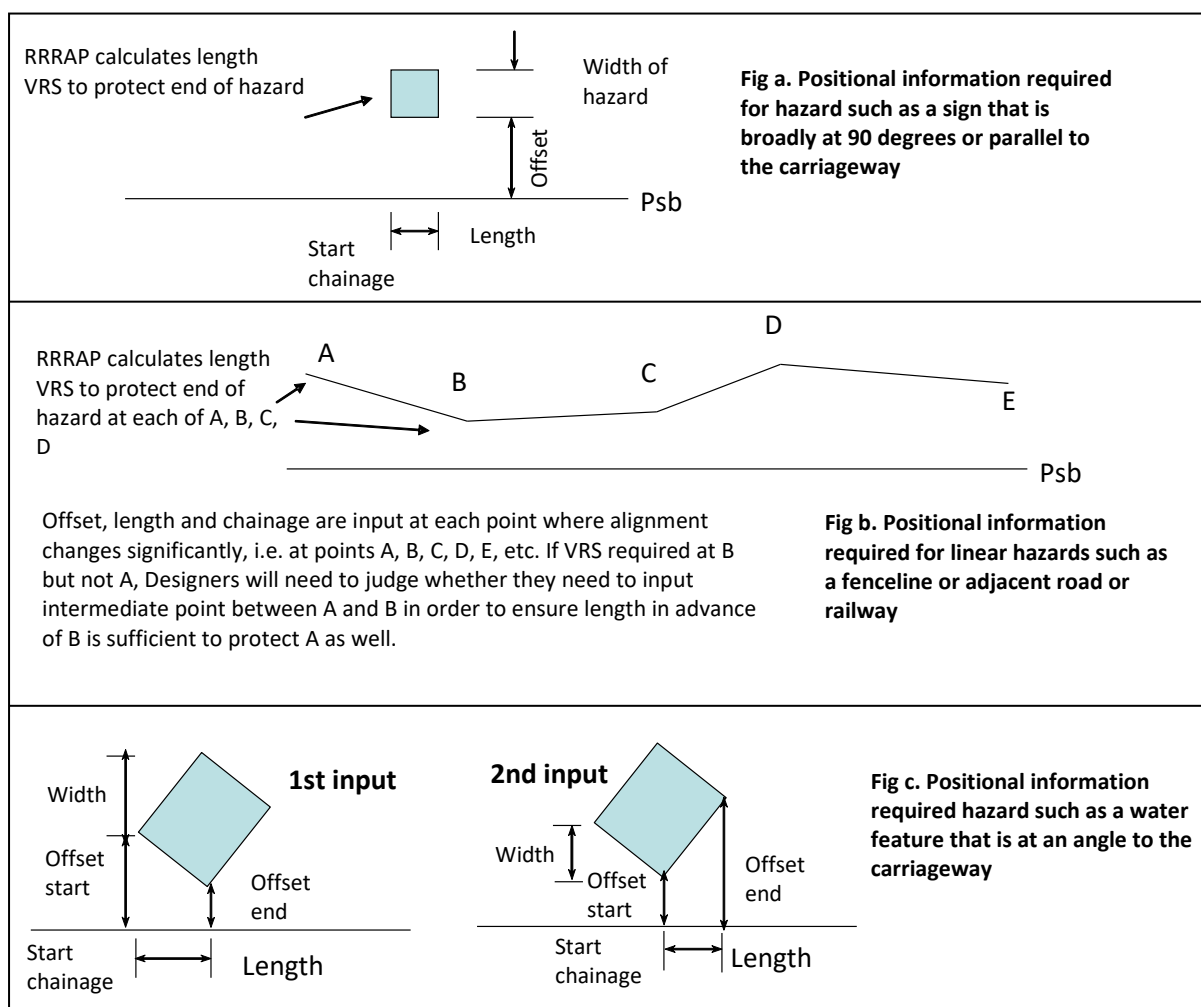 RRRAP calculates length
VRS to protect end of hazard
Width of
hazard
Offset
Psb
Start
chainage
Length
Fig a. Positional information required
for hazard such as a sign that is
broadly at 90 degrees or parallel to
the carriageway
RRRAP calculates length
VRS to protect end of
hazard at each of A, B, C,
D
A
B
C
D
E
Psb
Offset, length and chainage are input at each point where alignment
changes significantly, i.e. at points A, B, C, D, E, etc. If VRS required at B
but not A, Designers will need to judge whether they need to input
intermediate point between A and B in order to ensure length in advance
of B is sufficient to protect A as well.
Fig b. Positional information
required for linear hazards such as
a fenceline or adjacent road or
railway
1st input
Width
Offset
start
Offset
end
Start
chainage
Length
2nd input
Width
Offset
start
Offset
end
Start
chainage
Length
Fig c. Positional information
required hazard such as a water
feature that is at an angle to the
carriageway